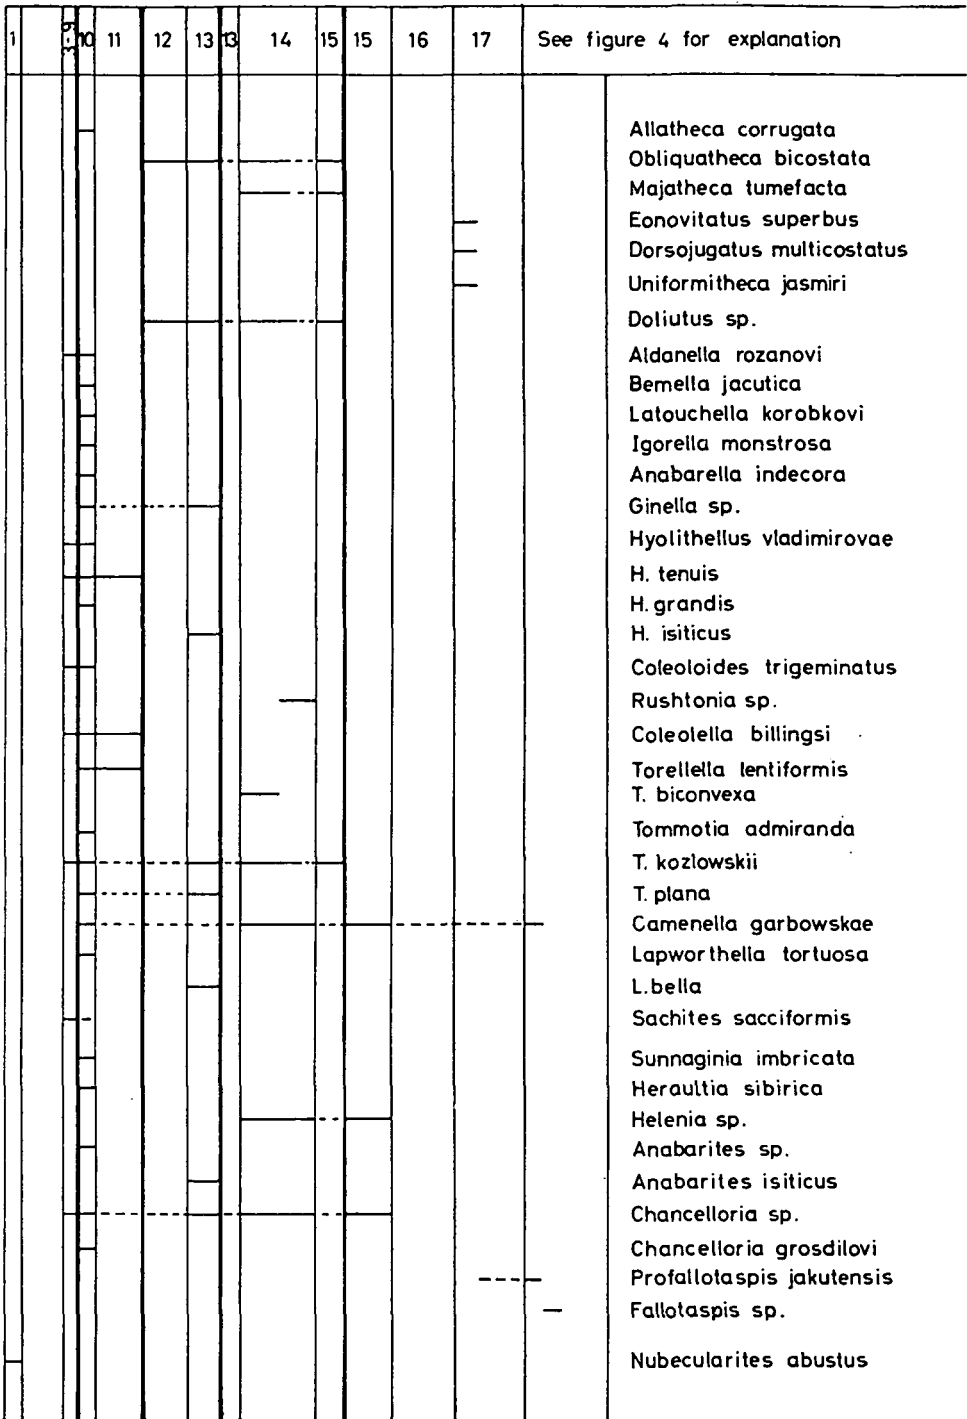 1 3-9 10 11 12 13 13 14 15 15 16 17 See figure 4 for explanation
Allatheca corrugata
Obliquatheca bicostata
Majatheca tumefacta
Eonovitatus superbus
Dorsojugatus multicostatus
Uniformitheca jasmiri
Doliutus sp.
Aldanella rozanovi
Bemella jacutica
Latouchella korobkovi
Igorella monstrosa
Anabarella indecora
Ginella sp.
Hyolithellus vladimirovae
H. tenuis
H. grandis
H. isiticus
Coleoloides trigeminatus
Rushtonia sp.
Coleolella billingsi
Torellella lentiformis
T. biconvexa
Tommotia admiranda
T. kozlowskii
T. plana
Camenella garbowskae
Lapworthella tortuosa
L. bella
Sachites sacciformis
Sunnaginia imbricata
Heraultia sibirica
Helenia sp.
Anabarites sp.
Anabarites isiticus
Chancelloria sp.
Chancelloria grosdilovi
Profallotaspis jakutensis
Fallotaspis sp.
Nubecularites abustus